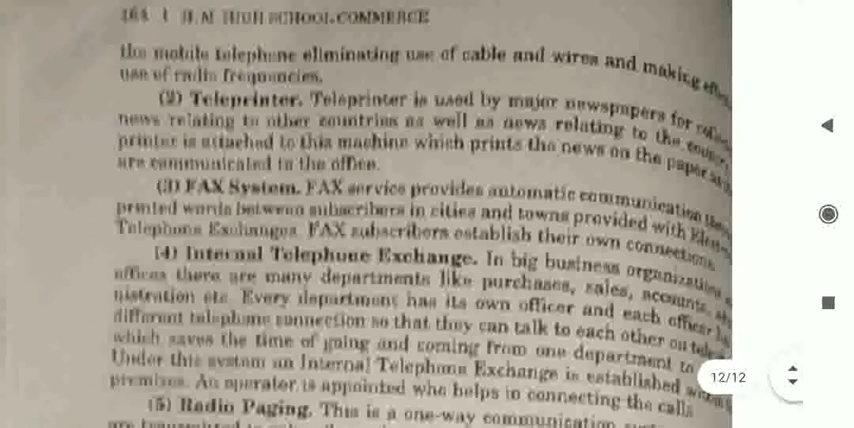 H.M. HIGH SCHOOL COMMERCE
the mobile telephone eliminating use of cable and wires and making
use of radio frequencies.
(2) Teleprinter. Teleprinter is used by major newspapers for
news relating to other countries as well as news relating to the
printer is attached to this machine which prints the news on the paper
are communicated to the office.
(3) FAX System. FAX service provides automatic communication
printed words between subscribers in cities and towns provided with
Telephone Exchanges. FAX subscribers establish their own connections.
(4) Internal Telephone Exchange. In big business organizations
offices there are many departments like purchases, sales, accounts,
nistration etc. Every department has its own officer and each officer
different telephone connection so that they can talk to each other on
which saves the time of going and coming from one department to
Under this system an Internal Telephone Exchange is established
premises. An operator is appointed who helps in connecting the calls
(5) Radio Paging. This is a one-way communication
are transmitted
12/12